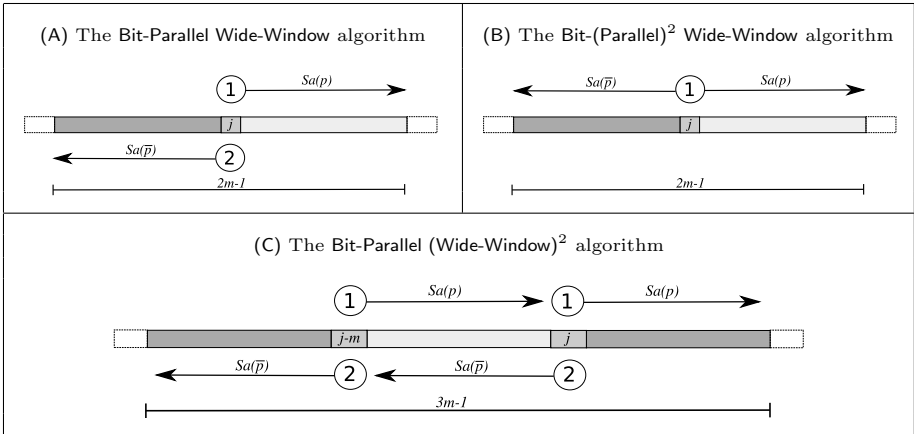 (A) The Bit-Parallel Wide-Window algorithm
1 Sa(p)
j
Sa(p̅) 2
2m-1
(B) The Bit-(Parallel)² Wide-Window algorithm
Sa(p̅) 1 Sa(p)
j
2m-1
(C) The Bit-Parallel (Wide-Window)² algorithm
1 Sa(p) 1 Sa(p)
j-m j
Sa(p̅) 2 Sa(p̅) 2
3m-1